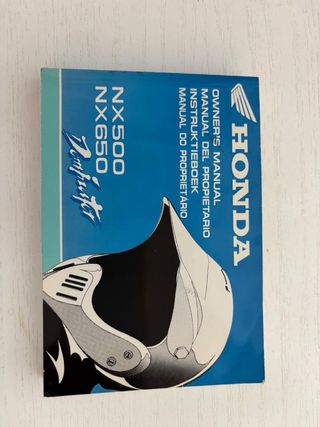 HONDA
OWNER'S MANUAL
MANUAL DEL PROPIETARIO
INSTRUKTIEBOEK
MANUAL DO PROPRIETÁRIO
NX500
NX650
Dominator